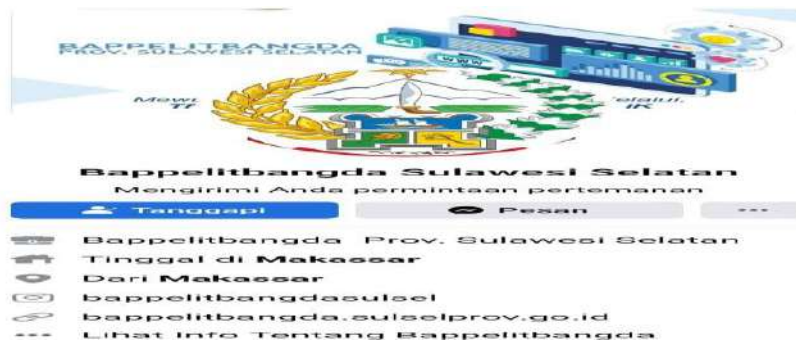 BAPPELITBANGDA
PROV. SULAWESI SELATAN
www
Bappelitbangda Sulawesi Selatan
Mengirimi Anda permintaan pertemanan
Tanggapi
Pesan
Bappelitbangda Prov. Sulawesi Selatan
Tinggal di Makassar
Dari Makassar
bappelitbangdasulsel
bappelitbangda.sulselprov.go.id
Lihat Info Tentang Bappelitbangda